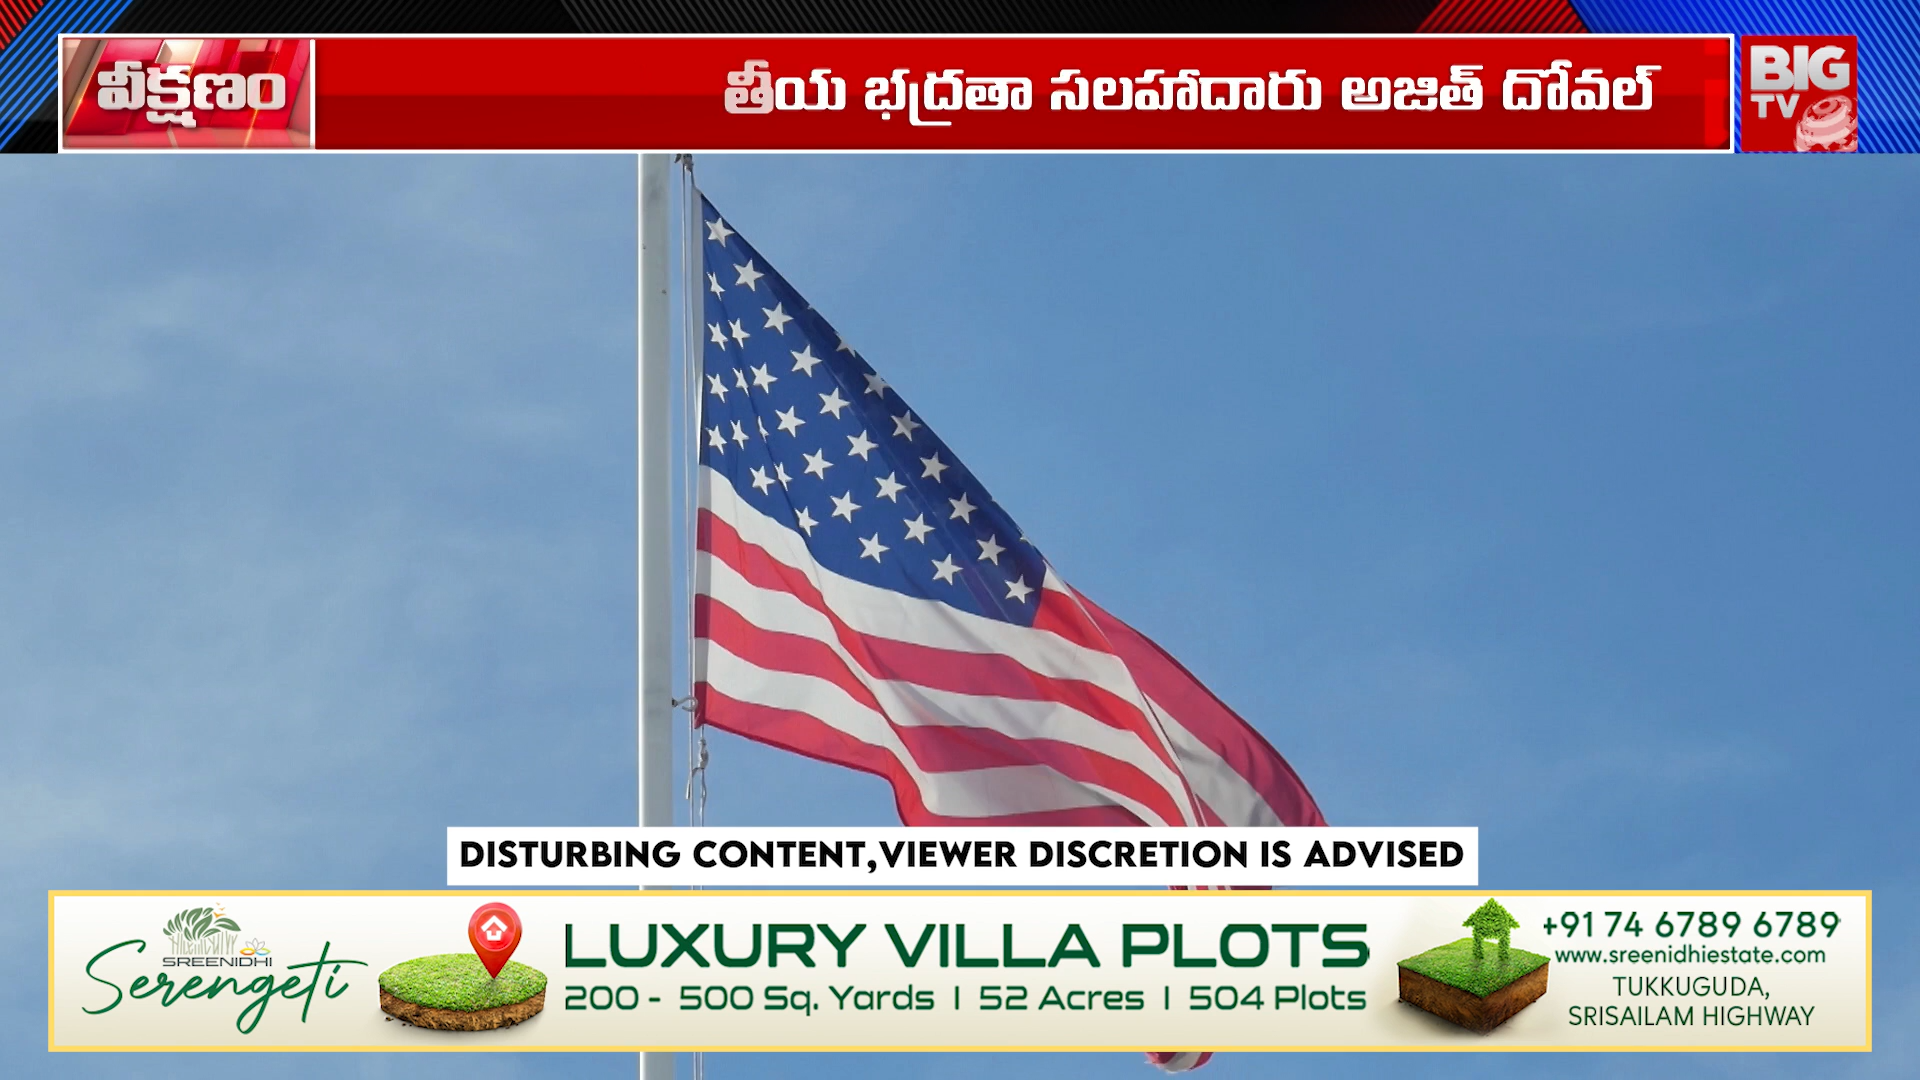 వీక్షణం
తీయ భద్రతా సలహాదారు అజిత్ దోవల్
BIG
TV
DISTURBING CONTENT,VIEWER DISCRETION IS ADVISED
SREENIDHI
Serengeti
LUXURY VILLA PLOTS
200 - 500 Sq. Yards I 52 Acres I 504 Plots
+91 74 6789 6789
www.sreenidhiestate.com
TUKKUGUDA,
SRISAILAM HIGHWAY